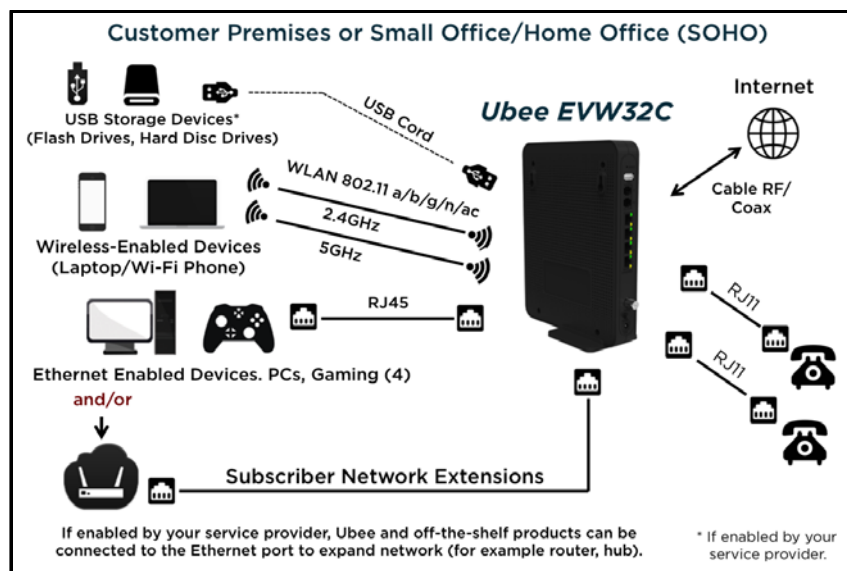 Customer Premises or Small Office/Home Office (SOHO)
USB Storage Devices*
(Flash Drives, Hard Disc Drives)
USB Cord
Ubee EVW32C
Internet
Cable RF/
Coax
WLAN 802.11 a/b/g/n/ac
2.4GHz
5GHz
Wireless-Enabled Devices
(Laptop/Wi-Fi Phone)
RJ45
RJ11
RJ11
Ethernet Enabled Devices. PCs, Gaming (4)
and/or
Subscriber Network Extensions
If enabled by your service provider, Ubee and off-the-shelf products can be
connected to the Ethernet port to expand network (for example router, hub).
* If enabled by your
service provider.